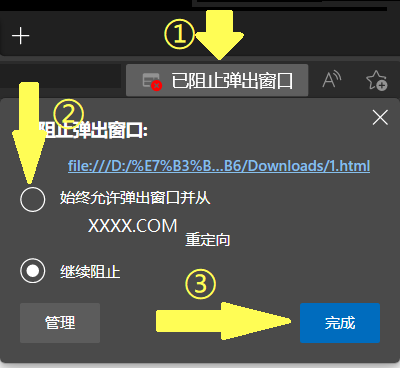 ①
已阻止弹出窗口
②
阻止弹出窗口:
file:///D:/%E7%B3%B...B6/Downloads/1.html
始终允许弹出窗口并从
XXXX.COM
重定向
继续阻止
③
管理
完成